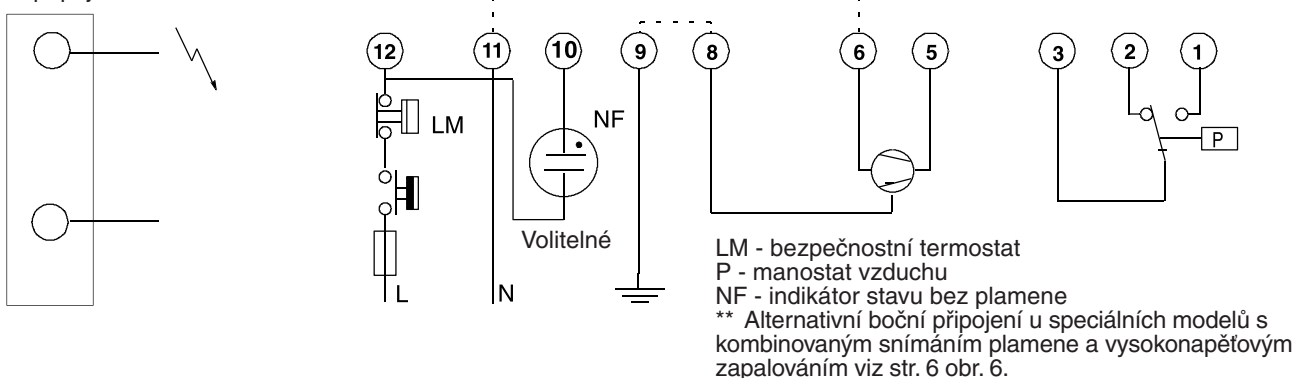 12 11 10 9 8 6 5 3 2 1
LM
NF
P
Volitelné
L N
LM - bezpečnostní termostat
P - manostat vzduchu
NF - indikátor stavu bez plamene
** Alternativní boční připojení u speciálních modelů s
kombinovaným snímáním plamene a vysokonapěťovým
zapalováním viz str. 6 obr. 6.